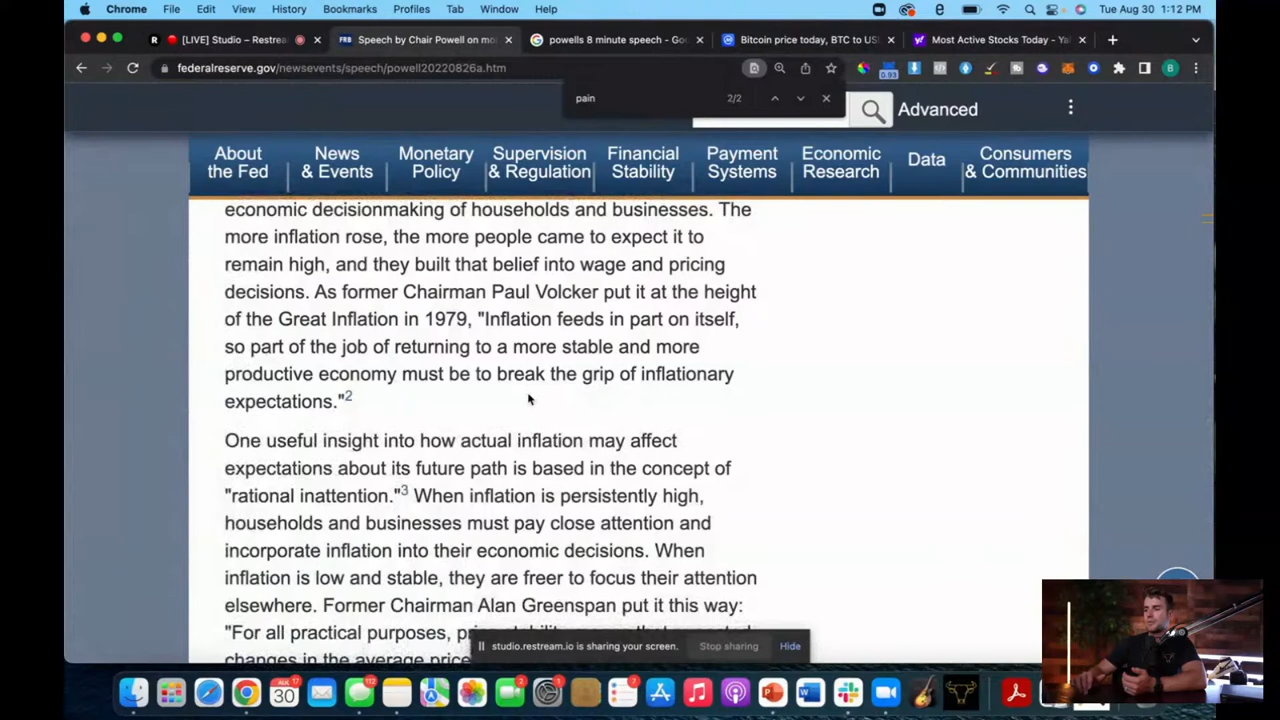 Chrome File Edit View History Bookmarks Profiles Tab Window Help Tue Aug 30 1:12 PM
[LIVE] Studio – Restrea Speech by Chair Powell on mo powells 8 minute speech - Goo Bitcoin price today, BTC to US Most Active Stocks Today - Yal
federalreserve.gov/newsevents/speech/powell20220826a.htm
0.93
pain 2/2
Advanced
About
the Fed
News
& Events
Monetary
Policy
Supervision
& Regulation
Financial
Stability
Payment
Systems
Economic
Research
Data
Consumers
& Communities
economic decisionmaking of households and businesses. The
more inflation rose, the more people came to expect it to
remain high, and they built that belief into wage and pricing
decisions. As former Chairman Paul Volcker put it at the height
of the Great Inflation in 1979, "Inflation feeds in part on itself,
so part of the job of returning to a more stable and more
productive economy must be to break the grip of inflationary
expectations."2
One useful insight into how actual inflation may affect
expectations about its future path is based in the concept of
"rational inattention."3 When inflation is persistently high,
households and businesses must pay close attention and
incorporate inflation into their economic decisions. When
inflation is low and stable, they are freer to focus their attention
elsewhere. Former Chairman Alan Greenspan put it this way:
"For all practical purposes,
changes in the average price
studio.restream.io is sharing your screen. Stop sharing Hide
AUG
30